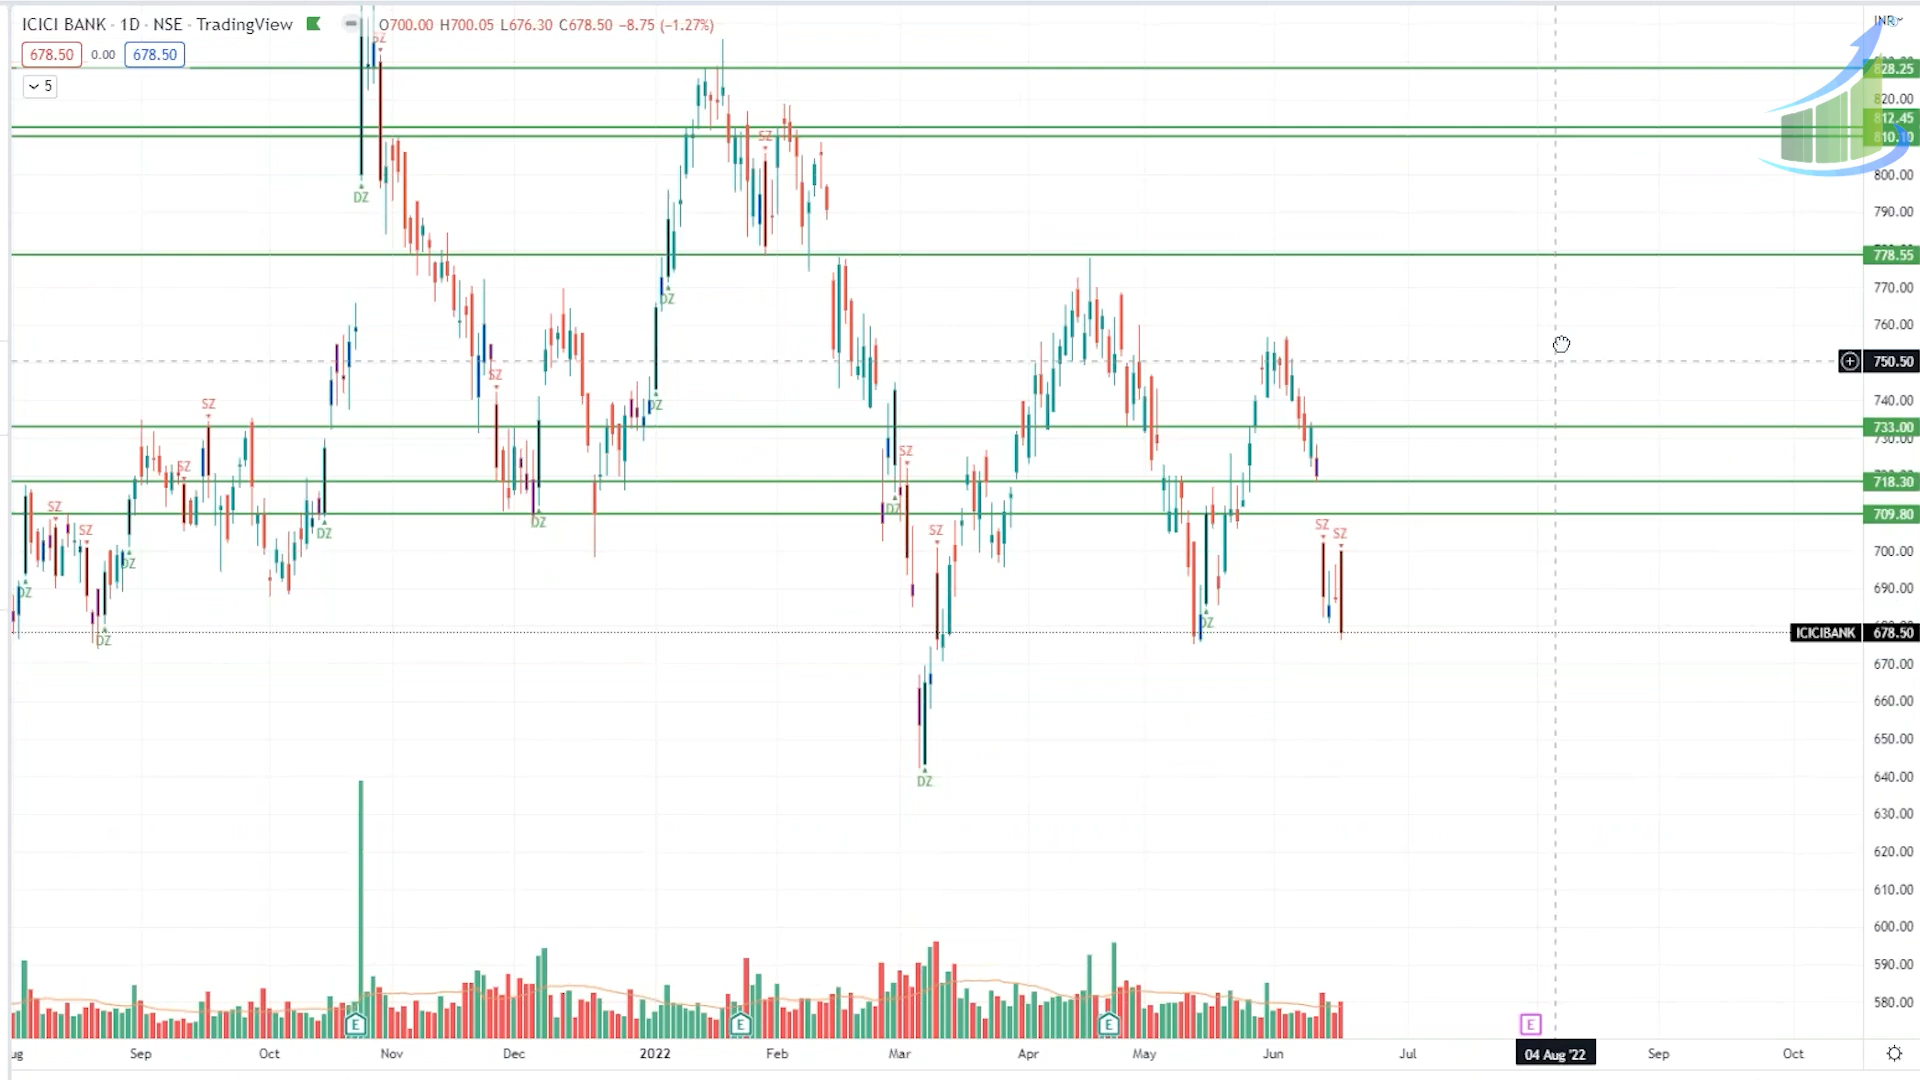 ICICI BANK · 1D · NSE · TradingView O700.00 H700.05 L676.30 C678.50 −8.75 (−1.27%)
678.50 0.00 678.50
5
INR
828.25
820.00
812.45
810.10
800.00
790.00
778.55
770.00
760.00
750.50
740.00
733.00
730.00
718.30
709.80
700.00
690.00
ICICIBANK 678.50
670.00
660.00
650.00
640.00
630.00
620.00
610.00
600.00
590.00
580.00
SZ
DZ
SZ
DZ
SZ
DZ
SZ
DZ
SZ
SZ
DZ
SZ
DZ
SZ
DZ
SZ
DZ
SZ
DZ
SZ
DZ
DZ
SZ
SZ
E
E
E
E
Sep Oct Nov Dec 2022 Feb Mar Apr May Jun Jul 04 Aug '22 Sep Oct